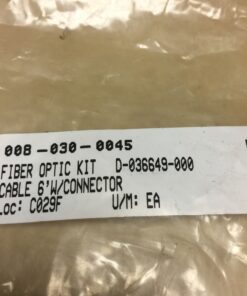 008-030-0045
FIBER OPTIC KIT D-036649-000
CABLE 6'W/CONNECTOR
Loc: C029F U/M: EA